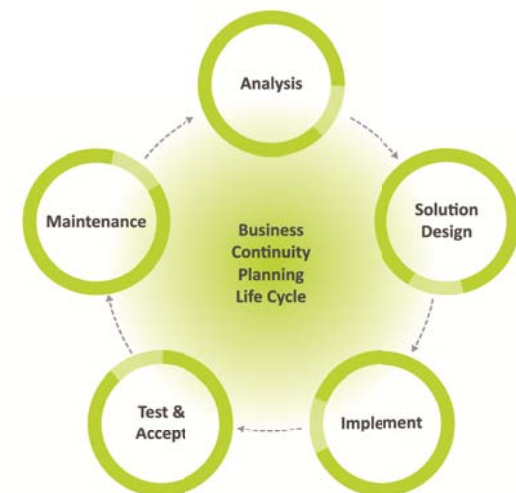 Analysis
Solution
Design
Implement
Test &
Accept
Maintenance
Business
Continuity
Planning
Life Cycle